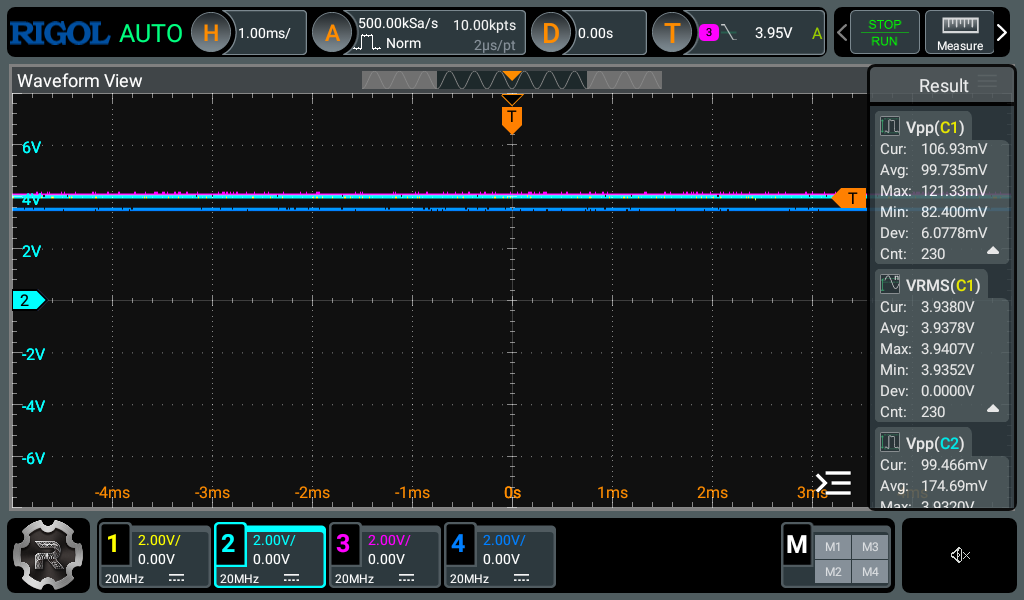 RIGOL AUTO H 1.00ms/ A 500.00kSa/s 10.00kpts D 0.00s T 3 3.95V A STOP
Norm 2µs/pt RUN Measure
Waveform View
Result
T
6V
4V
2V
2
-2V
-4V
-6V
T
-4ms -3ms -2ms -1ms 0s 1ms 2ms 3ms
Vpp(C1)
Cur: 106.93mV
Avg: 99.735mV
Max: 121.33mV
Min: 82.400mV
Dev: 6.0778mV
Cnt: 230
VRMS(C1)
Cur: 3.9380V
Avg: 3.9378V
Max: 3.9407V
Min: 3.9352V
Dev: 0.0000V
Cnt: 230
Vpp(C2)
Cur: 99.466mV
Avg: 174.69mV
Max: 3.9320V
1 2.00V/
0.00V
20MHz
2 2.00V/
0.00V
20MHz
3 2.00V/
0.00V
20MHz
4 2.00V/
0.00V
20MHz
M M1 M3
M2 M4